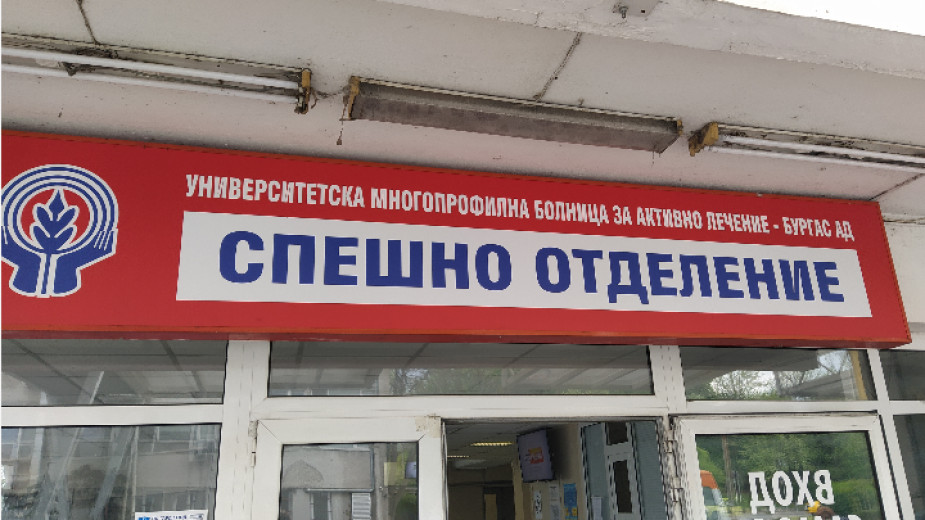 УНИВЕРСИТЕТСКА МНОГОПРОФИЛНА БОЛНИЦА ЗА АКТИВНО ЛЕЧЕНИЕ - БУРГАС АД
СПЕШНО ОТДЕЛЕНИЕ
ВХОД